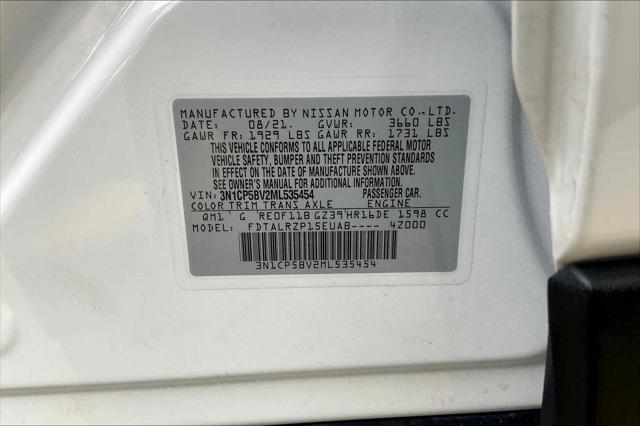 MANUFACTURED BY NISSAN MOTOR CO.,LTD.
DATE: 08/21. GVWR: 3660 LBS
GAWR FR: 1929 LBS GAWR RR: 1731 LBS
THIS VEHICLE CONFORMS TO ALL APPLICABLE FEDERAL MOTOR
VEHICLE SAFETY, BUMPER AND THEFT PREVENTION STANDARDS
IN EFFECT ON THE DATE OF MANUFACTURE SHOWN ABOVE.
SEE OWNER'S MANUAL FOR ADDITIONAL INFORMATION.
VIN: 3N1CP5BV2ML535454 PASSENGER CAR.
COLOR TRIM TRANS AXLE ENGINE
QM1 G RE0F11B GZ39 HR16DE 1598 CC
MODEL: FDTALRZP15EUAB---- 4Z000
3N1CP5BV2ML535454